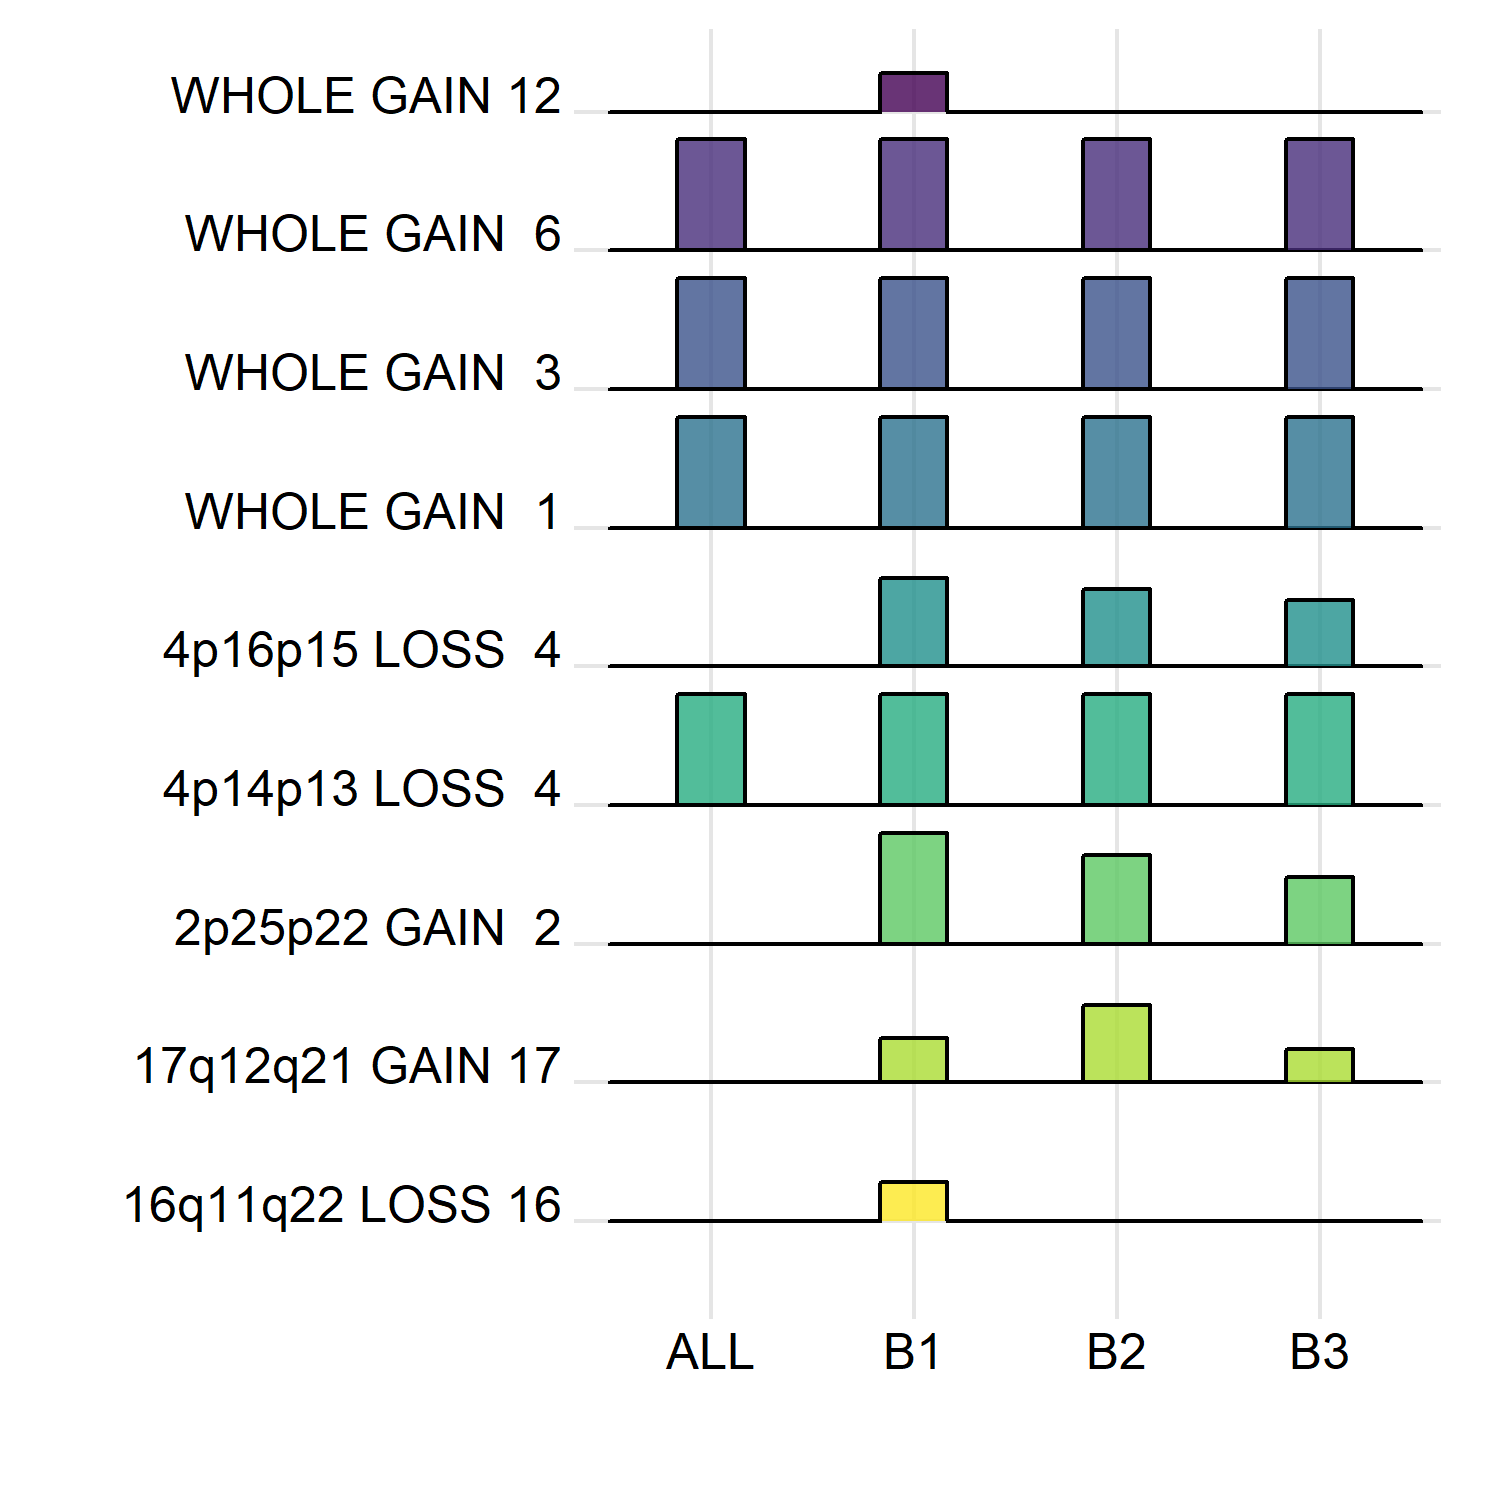 WHOLE GAIN 12
WHOLE GAIN  6
WHOLE GAIN  3
WHOLE GAIN  1
4p16p15 LOSS  4
4p14p13 LOSS  4
2p25p22 GAIN  2
17q12q21 GAIN 17
16q11q22 LOSS 16
ALL B1 B2 B3